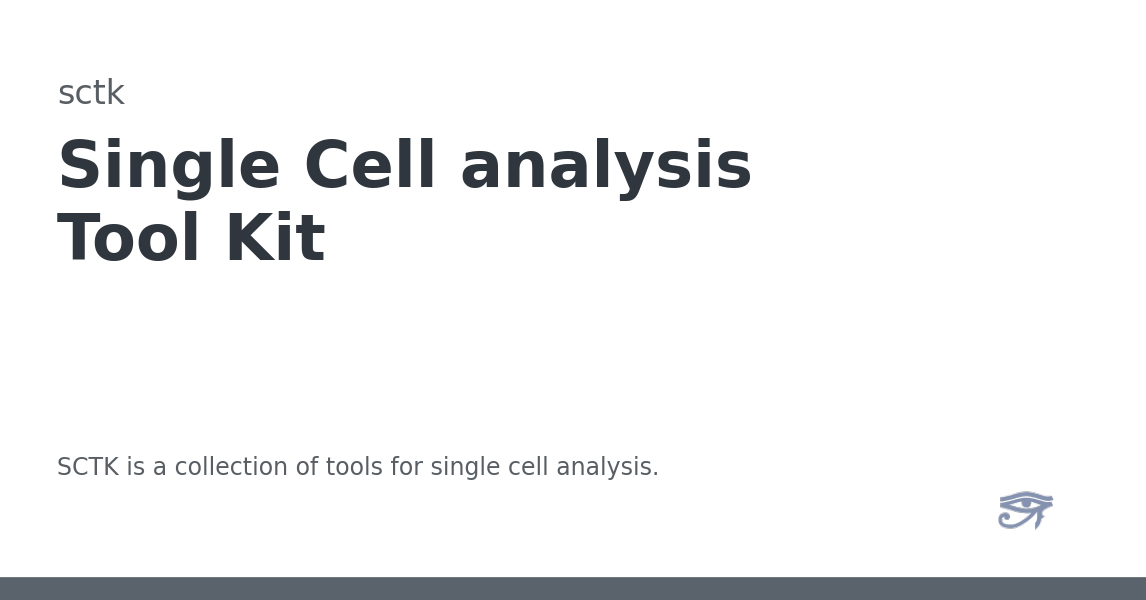 sctk
Single Cell analysis
Tool Kit
SCTK is a collection of tools for single cell analysis.